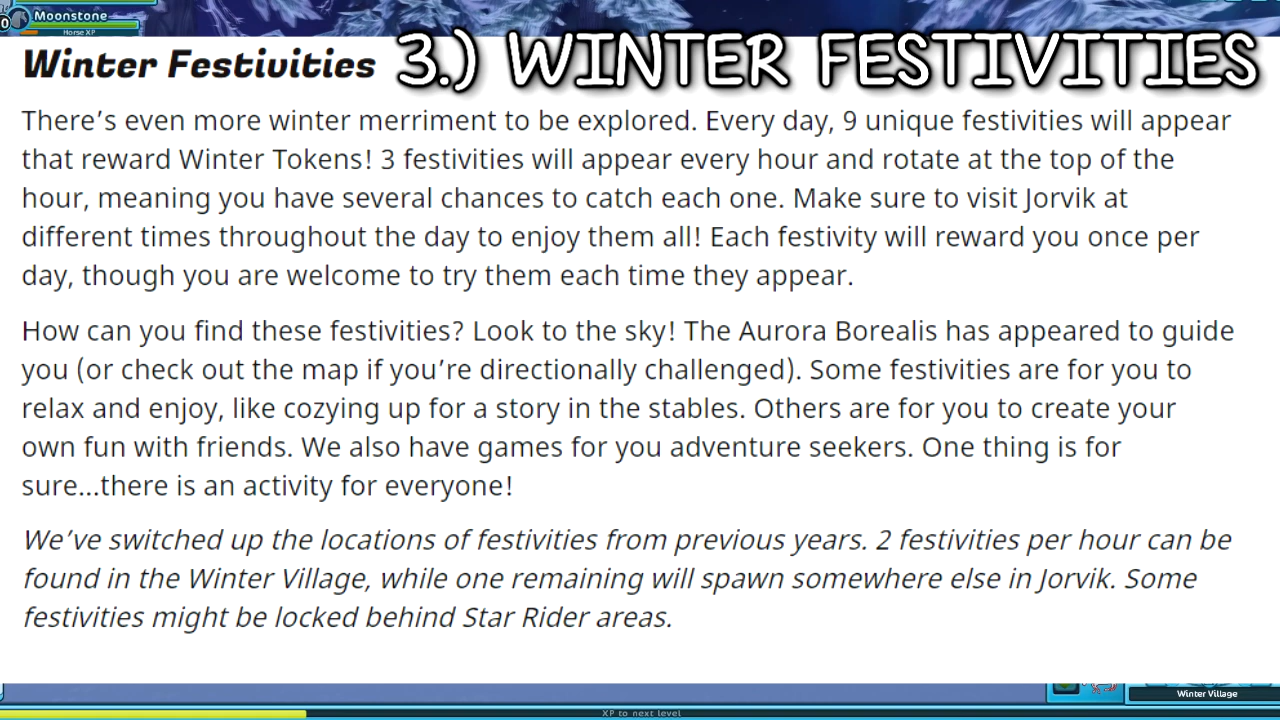 Moonstone
Horse XP
Winter Festivities
3.) WINTER FESTIVITIES
There’s even more winter merriment to be explored. Every day, 9 unique festivities will appear
that reward Winter Tokens! 3 festivities will appear every hour and rotate at the top of the
hour, meaning you have several chances to catch each one. Make sure to visit Jorvik at
different times throughout the day to enjoy them all! Each festivity will reward you once per
day, though you are welcome to try them each time they appear.
How can you find these festivities? Look to the sky! The Aurora Borealis has appeared to guide
you (or check out the map if you’re directionally challenged). Some festivities are for you to
relax and enjoy, like cozying up for a story in the stables. Others are for you to create your
own fun with friends. We also have games for you adventure seekers. One thing is for
sure...there is an activity for everyone!
We’ve switched up the locations of festivities from previous years. 2 festivities per hour can be
found in the Winter Village, while one remaining will spawn somewhere else in Jorvik. Some
festivities might be locked behind Star Rider areas.
Winter Village
XP to next level